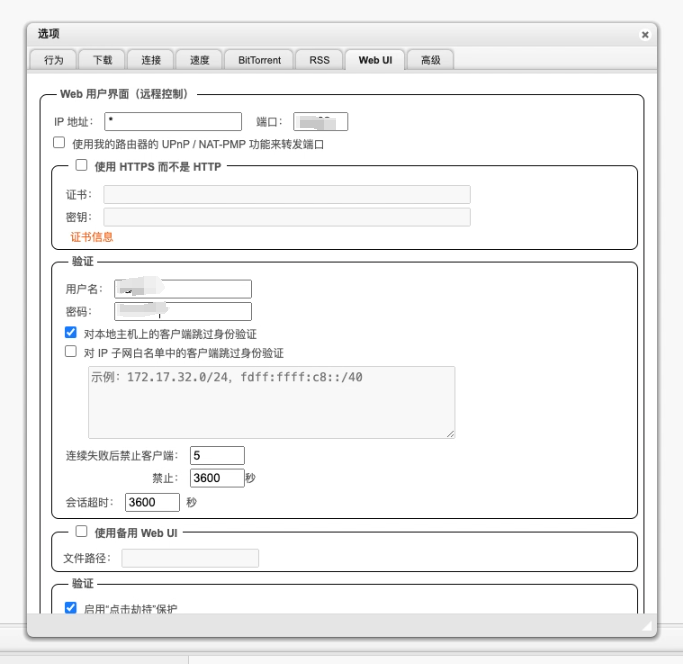 选项
行为 下载 连接 速度 BitTorrent RSS Web UI 高级
Web 用户界面（远程控制）
IP 地址： * 端口：
使用我的路由器的 UPnP / NAT-PMP 功能来转发端口
使用 HTTPS 而不是 HTTP
证书：
密钥：
证书信息
验证
用户名：
密码：
对本地主机上的客户端跳过身份验证
对 IP 子网白名单中的客户端跳过身份验证
示例：172.17.32.0/24, fdff:ffff:c8::/40
连续失败后禁止客户端： 5
禁止： 3600 秒
会话超时： 3600 秒
使用备用 Web UI
文件路径：
验证
启用“点击劫持”保护